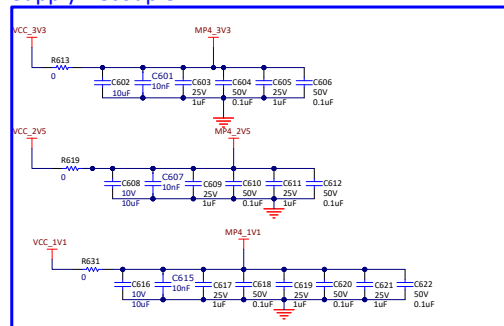 VCC_3V3
MP4_3V3
R613
0
C602
10uF
C601
10nF
C603
25V
1uF
C604
50V
0.1uF
C605
25V
1uF
C606
50V
0.1uF
VCC_2V5
MP4_2V5
R619
0
C608
10V
10uF
C607
10nF
C609
25V
1uF
C610
50V
0.1uF
C611
25V
1uF
C612
50V
0.1uF
VCC_1V1
MP4_1V1
R631
0
C616
10V
10uF
C615
10nF
C617
25V
1uF
C618
50V
0.1uF
C619
25V
1uF
C620
50V
0.1uF
C621
25V
1uF
C622
50V
0.1uF